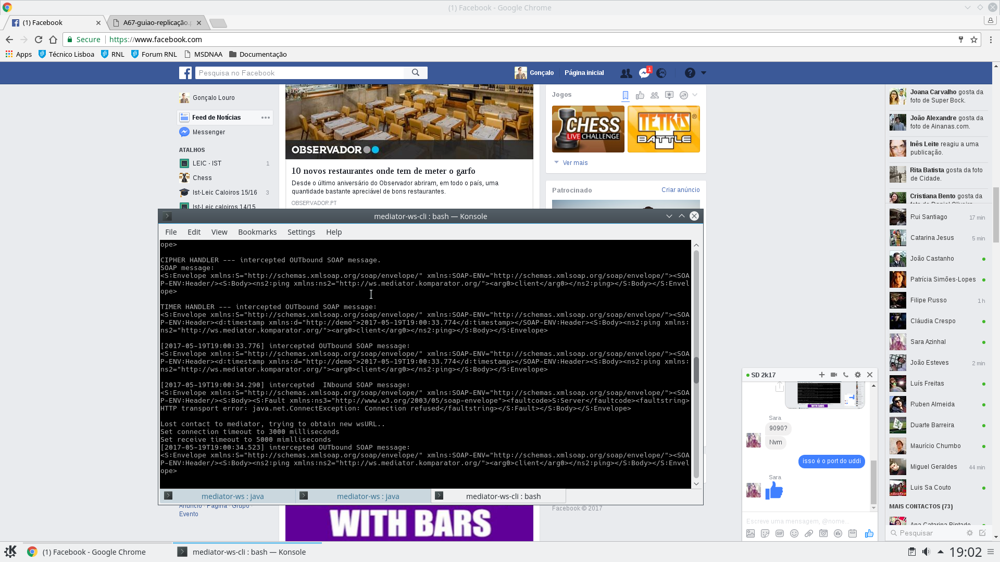 (1) Facebook - Google Chrome
(1) Facebook
A67-guiao-replicação.
Secure
https://www.facebook.com
Apps
Técnico Lisboa
RNL
Forum RNL
MSDNAA
Documentação
Pesquisa no Facebook
Gonçalo
Página inicial
1
Gonçalo Louro
Feed de Notícias
Messenger
ATALHOS
LEIC - IST
1
Chess
Ist-Leic Caloiros 15/16
3
Ist-Leic caloiros 14/15
OBSERVADOR
10 novos restaurantes onde tem de meter o garfo
Desde o último aniversário do Observador abriram, em todo o país, uma
quantidade bastante apreciável de bons restaurantes.
OBSERVADOR.PT
Jogos
CHESS
LIVE CHALLENGE
TETRIS®
BATTLE
Ver mais
Patrocinado
Criar anúncio
Joana Carvalho gosta da
foto de Super Bock.
João Alexandre gosta da
foto de Ainanas.com.
Inês Leite reagiu a uma
publicação.
Rita Batista gosta da foto
de Cidade.
Cristiana Bento gosta da
Rui Santiago
17 min
Catarina Jesus
5 min
João Castanho
Patrícia Simões-Lopes
Filipe Russo
1 h
Cláudia Crespo
Sara Azinhal
João Esteves
2 min
Luís Freitas
Ruben Almeida
Duarte Barreira
Maurício Chumbo
Miguel Geraldes
44 min
Luis Sa Couto
MAIS CONTACTOS (73)
Ana Catarina Pintado
Pesquisar
mediator-ws-cli : bash — Konsole
File
Edit
View
Bookmarks
Settings
Help
ope>
CIPHER HANDLER --- intercepted OUTbound SOAP message.
SOAP message:
<S:Envelope xmlns:S="http://schemas.xmlsoap.org/soap/envelope/" xmlns:SOAP-ENV="http://schemas.xmlsoap.org/soap/envelope/"><SOA
P-ENV:Header/><S:Body><ns2:ping xmlns:ns2="http://ws.mediator.komparator.org/"><arg0>client</arg0></ns2:ping></S:Body></S:Envel
ope>
TIMER HANDLER --- intercepted OUTbound SOAP message:
<S:Envelope xmlns:S="http://schemas.xmlsoap.org/soap/envelope/" xmlns:SOAP-ENV="http://schemas.xmlsoap.org/soap/envelope/"><SOA
P-ENV:Header><d:timestamp xmlns:d="http://demo">2017-05-19T19:00:33.774</d:timestamp></SOAP-ENV:Header><S:Body><ns2:ping xmlns:
ns2="http://ws.mediator.komparator.org/"><arg0>client</arg0></ns2:ping></S:Body></S:Envelope>
[2017-05-19T19:00:33.776] intercepted OUTbound SOAP message:
<S:Envelope xmlns:S="http://schemas.xmlsoap.org/soap/envelope/" xmlns:SOAP-ENV="http://schemas.xmlsoap.org/soap/envelope/"><SOA
P-ENV:Header><d:timestamp xmlns:d="http://demo">2017-05-19T19:00:33.774</d:timestamp></SOAP-ENV:Header><S:Body><ns2:ping xmlns:
ns2="http://ws.mediator.komparator.org/"><arg0>client</arg0></ns2:ping></S:Body></S:Envelope>
[2017-05-19T19:00:34.290] intercepted  INbound SOAP message:
<S:Envelope xmlns:S="http://schemas.xmlsoap.org/soap/envelope/" xmlns:SOAP-ENV="http://schemas.xmlsoap.org/soap/envelope/"><SOA
P-ENV:Header/><S:Body><S:Fault xmlns:ns3="http://www.w3.org/2003/05/soap-envelope"><faultcode>S:Server</faultcode><faultstring>
HTTP transport error: java.net.ConnectException: Connection refused</faultstring></S:Fault></S:Body></S:Envelope>
Lost contact to mediator, trying to obtain new wsURL..
Set connection timeout to 3000 milliseconds
Set receive timeout to 5000 mimlliseconds
[2017-05-19T19:00:34.523] intercepted OUTbound SOAP message:
<S:Envelope xmlns:S="http://schemas.xmlsoap.org/soap/envelope/" xmlns:SOAP-ENV="http://schemas.xmlsoap.org/soap/envelope/"><SOA
P-ENV:Header/><S:Body><ns2:ping xmlns:ns2="http://ws.mediator.komparator.org/"><arg0>client</arg0></ns2:ping></S:Body></S:Envel
ope>
mediator-ws : java
mediator-ws : java
mediator-ws-cli : bash
Anúncio · Página · Grupo ·
Evento
WITH BARS
Facebook © 2017
SD 2k17
WITH BARS
Sara
9090?
Nvm
isso é o port do uddi
Sara
Escreve uma mensagem, @nome...
GIF
(1) Facebook - Google Chrome
mediator-ws-cli : bash — Konsole
19:02